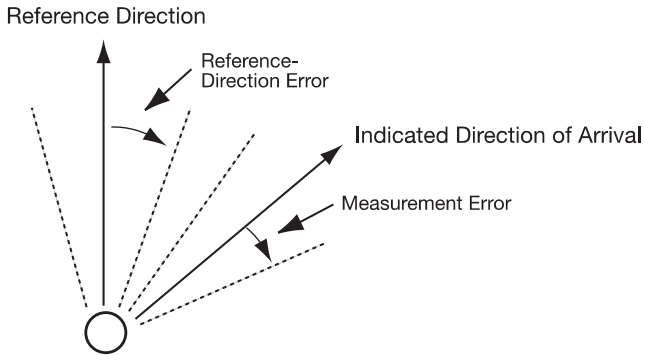 Reference Direction
Reference-
Direction Error
Indicated Direction of Arrival
Measurement Error